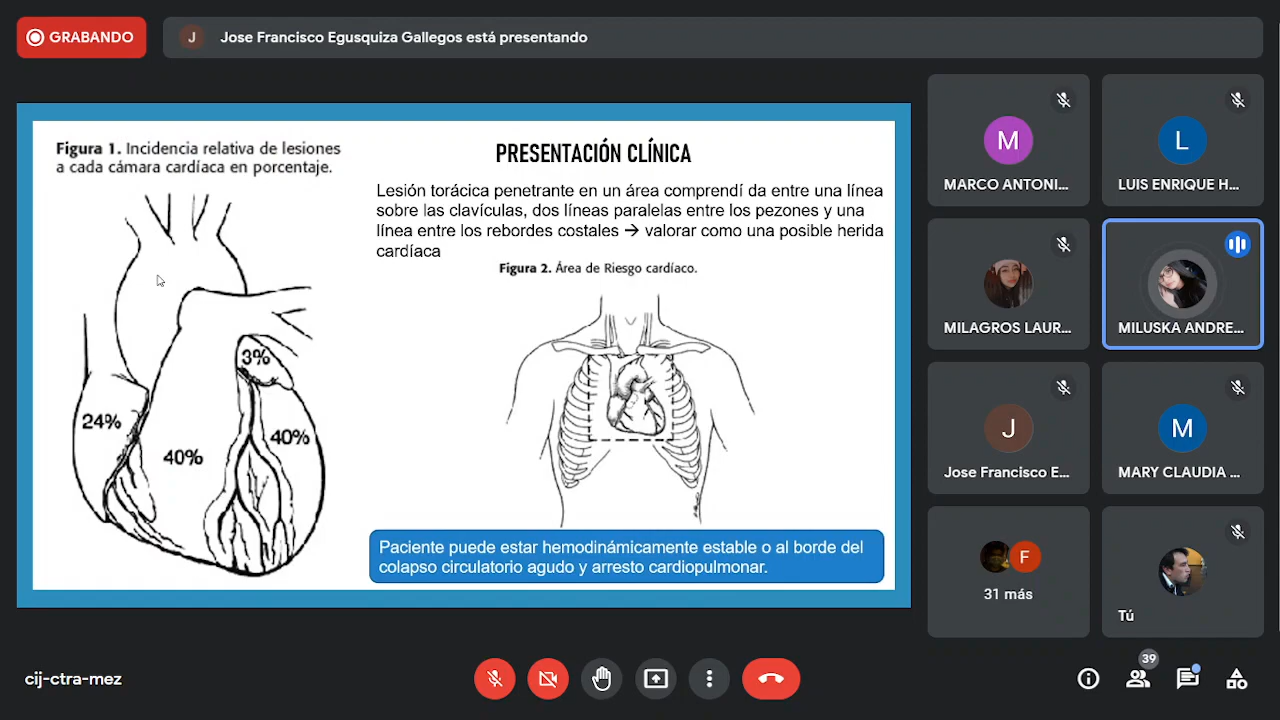 GRABANDO
J
Jose Francisco Egusquiza Gallegos está presentando
Figura 1. Incidencia relativa de lesiones
a cada cámara cardíaca en porcentaje.
3%
24%
40%
40%
PRESENTACIÓN CLÍNICA
Lesión torácica penetrante en un área comprendí da entre una línea
sobre las clavículas, dos líneas paralelas entre los pezones y una
línea entre los rebordes costales → valorar como una posible herida
cardíaca
Figura 2. Área de Riesgo cardíaco.
Paciente puede estar hemodinámicamente estable o al borde del
colapso circulatorio agudo y arresto cardiopulmonar.
M
MARCO ANTONI...
L
LUIS ENRIQUE H...
MILAGROS LAUR...
MILUSKA ANDRE...
J
Jose Francisco E...
M
MARY CLAUDIA ...
F
31 más
Tú
cij-ctra-mez
39